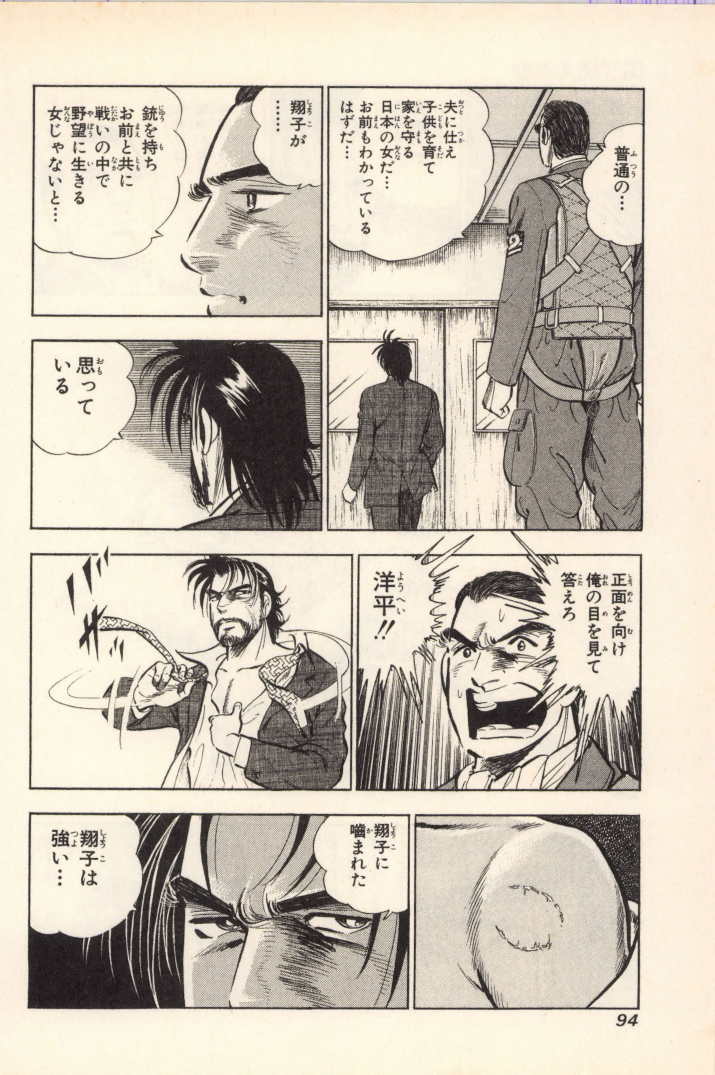 普通の…
夫に仕え
子供を育て
家を守る
日本の女だ…
お前もわかっている
はずだ…
翔子が
……
銃を持ち
お前と共に
戦いの中で
野望に生きる
女じゃないと…
思って
いる
正面を向け
俺の目を見て
答えろ
洋平!!
翔子に
噛まれた
翔子は
強い…
94